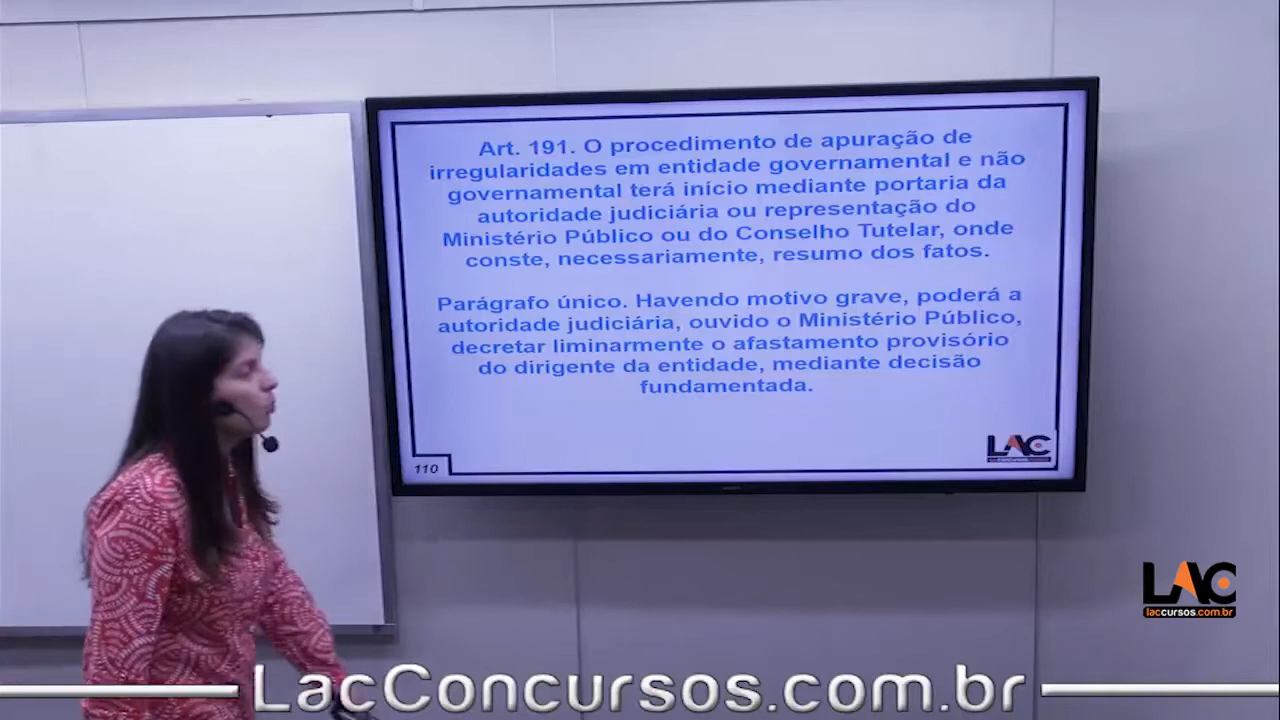 Art. 191. O procedimento de apuração de
irregularidades em entidade governamental e não
governamental terá início mediante portaria da
autoridade judiciária ou representação do
Ministério Público ou do Conselho Tutelar, onde
conste, necessariamente, resumo dos fatos.
Parágrafo único. Havendo motivo grave, poderá a
autoridade judiciária, ouvido o Ministério Público,
decretar liminarmente o afastamento provisório
do dirigente da entidade, mediante decisão
fundamentada.
LAC
110
LAC
laccursos.com.br
LacConcursos.com.br